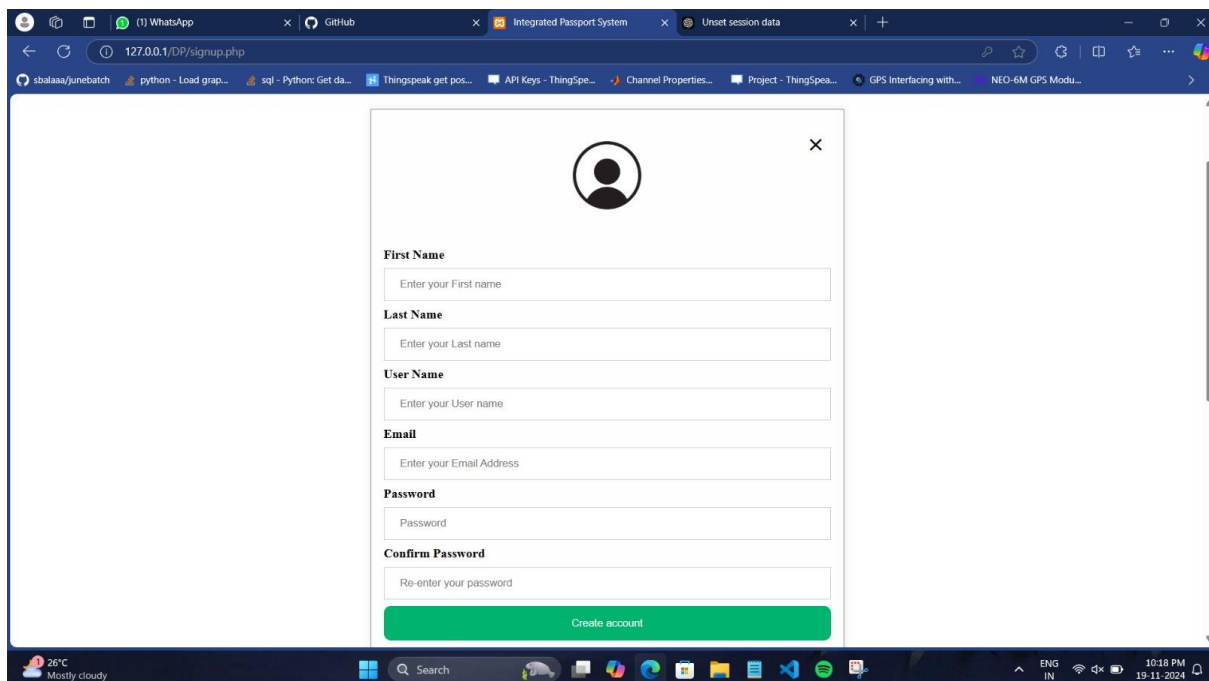 (1) WhatsApp
GitHub
Integrated Passport System
Unset session data
127.0.0.1/DP/signup.php
sbalaaa/junebatch
python - Load grap...
sql - Python: Get da...
Thingspeak get pos...
API Keys - ThingSpe...
Channel Properties...
Project - ThingSpea...
GPS Interfacing with...
NEO-6M GPS Modu...
First Name
Enter your First name
Last Name
Enter your Last name
User Name
Enter your User name
Email
Enter your Email Address
Password
Password
Confirm Password
Re-enter your password
Create account
1
26°C
Mostly cloudy
Search
ENG
IN
10:18 PM
19-11-2024